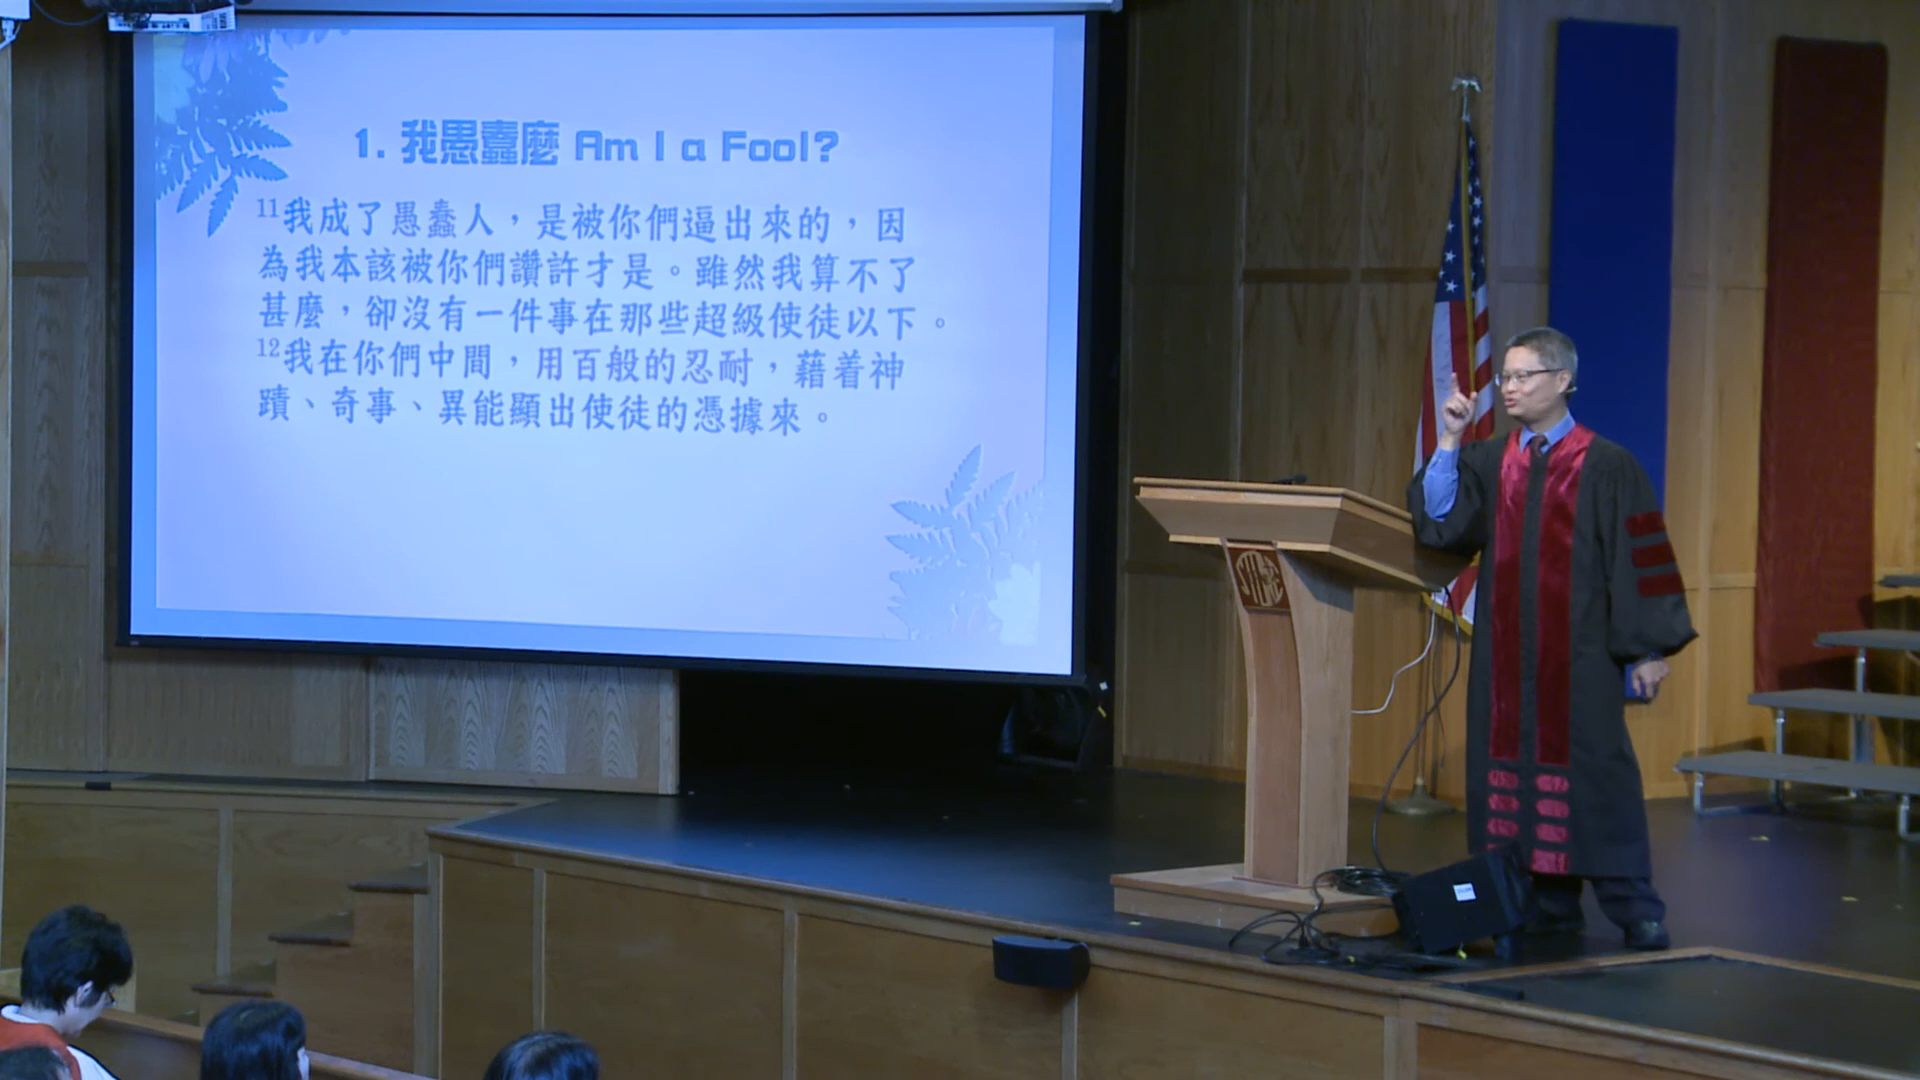 1. 我愚蠢麼 Am I a Fool?
11我成了愚蠢人，是被你們逼出來的，因
為我本該被你們讚許才是。雖然我算不了
甚麼，卻沒有一件事在那些超級使徒以下。
12我在你們中間，用百般的忍耐，藉着神
蹟、奇事、異能顯出使徒的憑據來。